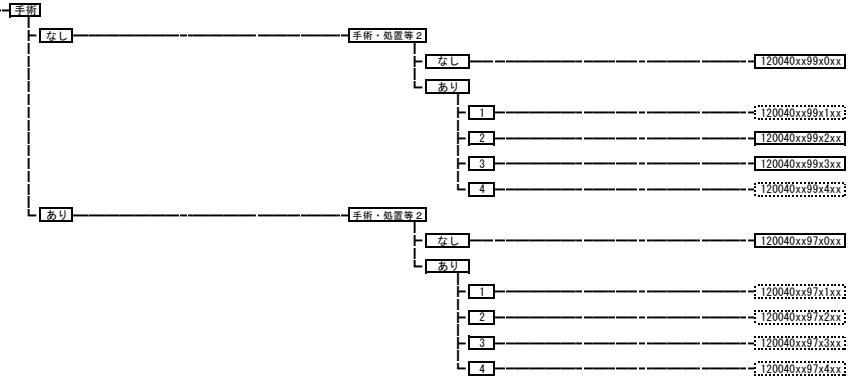 手術
なし 手術・処置等2
なし 120040xx99x0xx
あり
1 120040xx99x1xx
2 120040xx99x2xx
3 120040xx99x3xx
4 120040xx99x4xx
あり 手術・処置等2
なし 120040xx97x0xx
あり
1 120040xx97x1xx
2 120040xx97x2xx
3 120040xx97x3xx
4 120040xx97x4xx